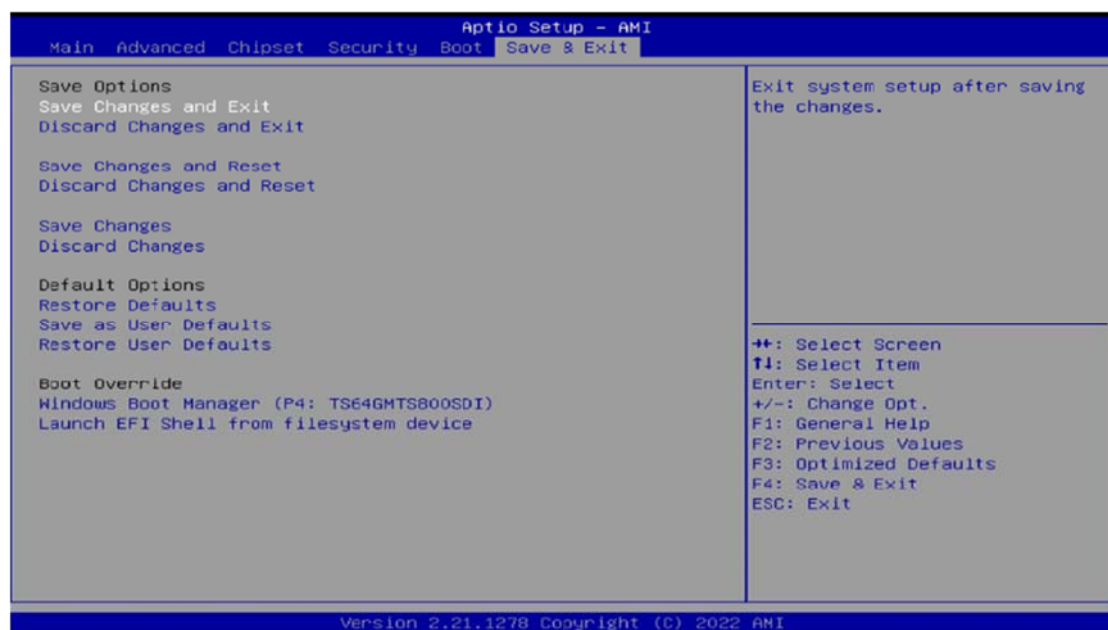 Aptio Setup – AMI
Main Advanced Chipset Security Boot Save & Exit
Save Options
Save Changes and Exit
Discard Changes and Exit
Save Changes and Reset
Discard Changes and Reset
Save Changes
Discard Changes
Default Options
Restore Defaults
Save as User Defaults
Restore User Defaults
Boot Override
Windows Boot Manager (P4: TS64GMTS800SDI)
Launch EFI Shell from filesystem device
Exit system setup after saving
the changes.
→←: Select Screen
↑↓: Select Item
Enter: Select
+/-: Change Opt.
F1: General Help
F2: Previous Values
F3: Optimized Defaults
F4: Save & Exit
ESC: Exit
Version 2.21.1278 Copyright (C) 2022 AMI